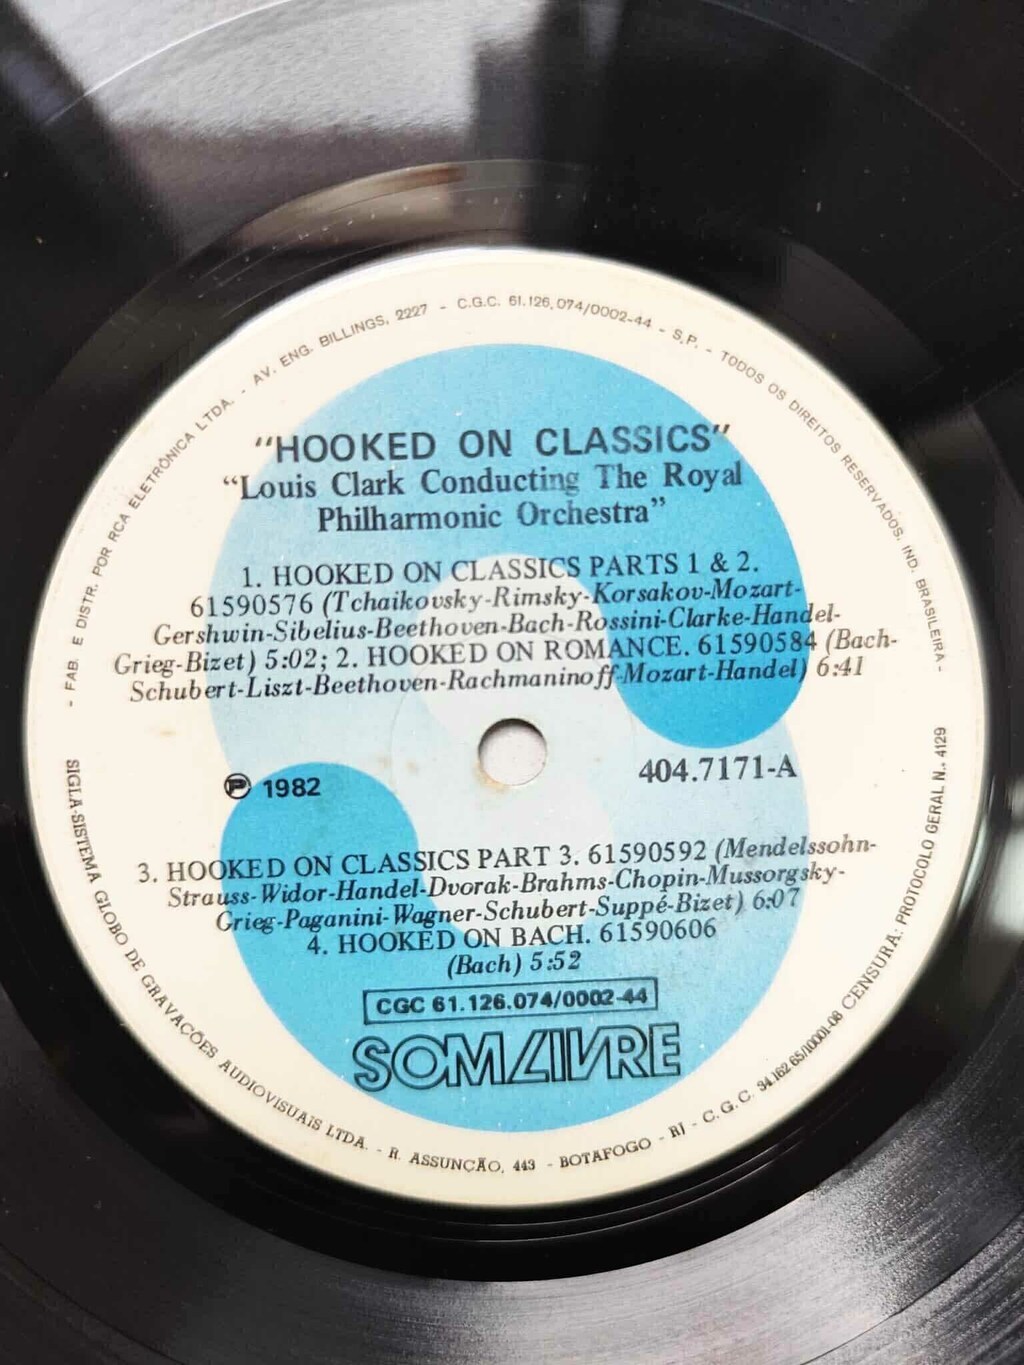 - FAB. E DISTR. POR RCA ELETRÔNICA LTDA. - AV. ENG. BILLINGS, 2227 - C.G.C. 61.126.074/0002-44 - S.P. - TODOS OS DIREITOS RESERVADOS. IND. BRASILEIRA -
"HOOKED ON CLASSICS"
"Louis Clark Conducting The Royal
Philharmonic Orchestra"
1. HOOKED ON CLASSICS PARTS 1 & 2.
61590576 (Tchaikovsky-Rimsky-Korsakov-Mozart-
Gershwin-Sibelius-Beethoven-Bach-Rossini-Clarke-Handel-
Grieg-Bizet) 5:02; 2. HOOKED ON ROMANCE. 61590584 (Bach-
Schubert-Liszt-Beethoven-Rachmaninoff-Mozart-Handel) 6:41
404.7171-A
℗ 1982
3. HOOKED ON CLASSICS PART 3. 61590592 (Mendelssohn-
Strauss-Widor-Handel-Dvorak-Brahms-Chopin-Mussorgsky-
Grieg-Paganini-Wagner-Schubert-Suppé-Bizet) 6:07
4. HOOKED ON BACH. 61590606
(Bach) 5:52
CGC 61.126.074/0002-44
SOM LIVRE
SIGLA-SISTEMA GLOBO DE GRAVAÇÕES AUDIOVISUAIS LTDA. - R. ASSUNÇÃO, 443 - BOTAFOGO - RJ - C.G.C. 34.162.651/0001-08 CENSURA: PROTOCOLO GERAL N.. 4129